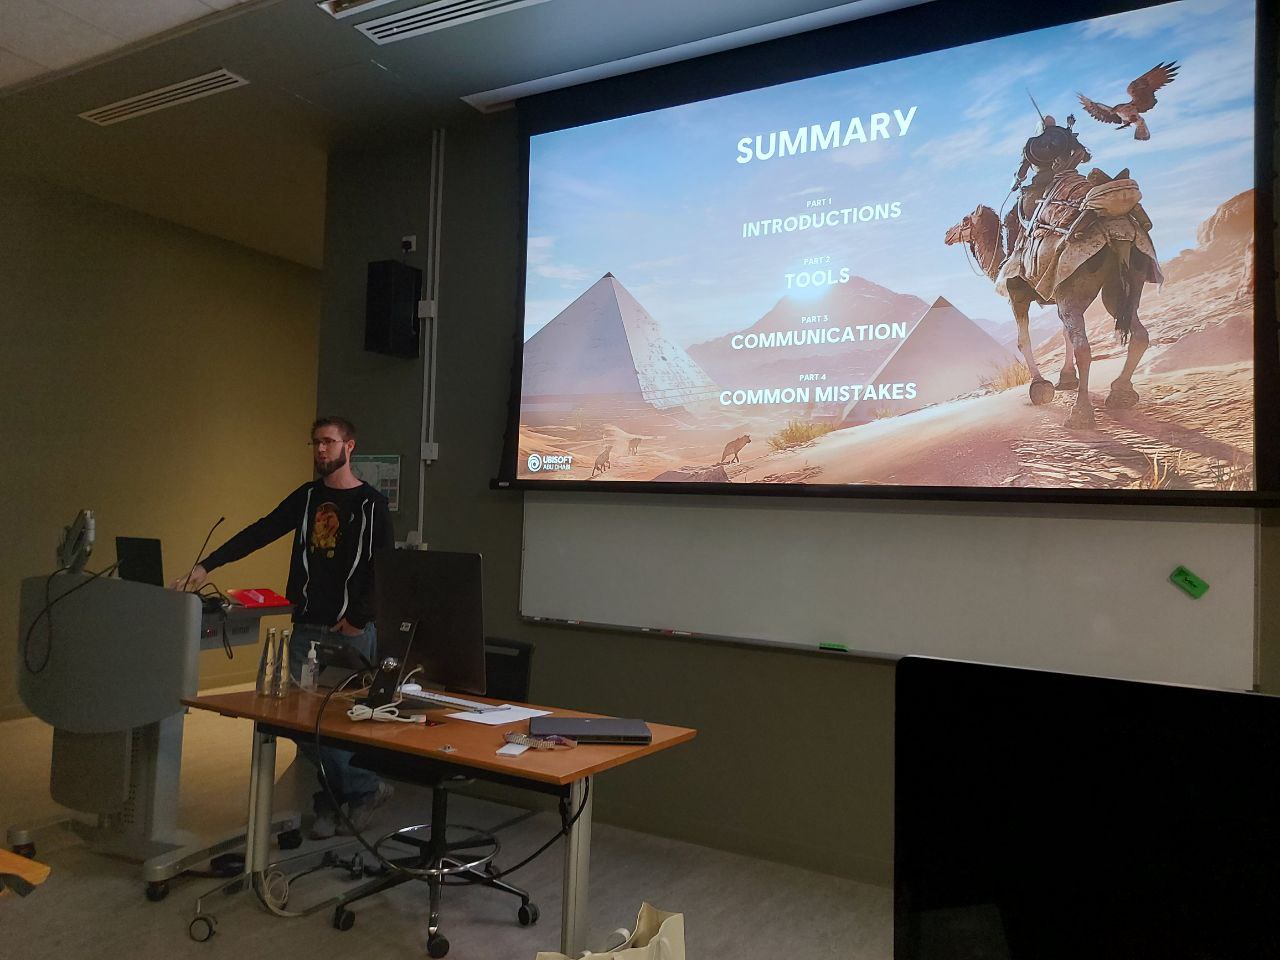 SUMMARY
PART 1
INTRODUCTIONS
PART 2
TOOLS
PART 3
COMMUNICATION
PART 4
COMMON MISTAKES
UBISOFT
ABU DHABI